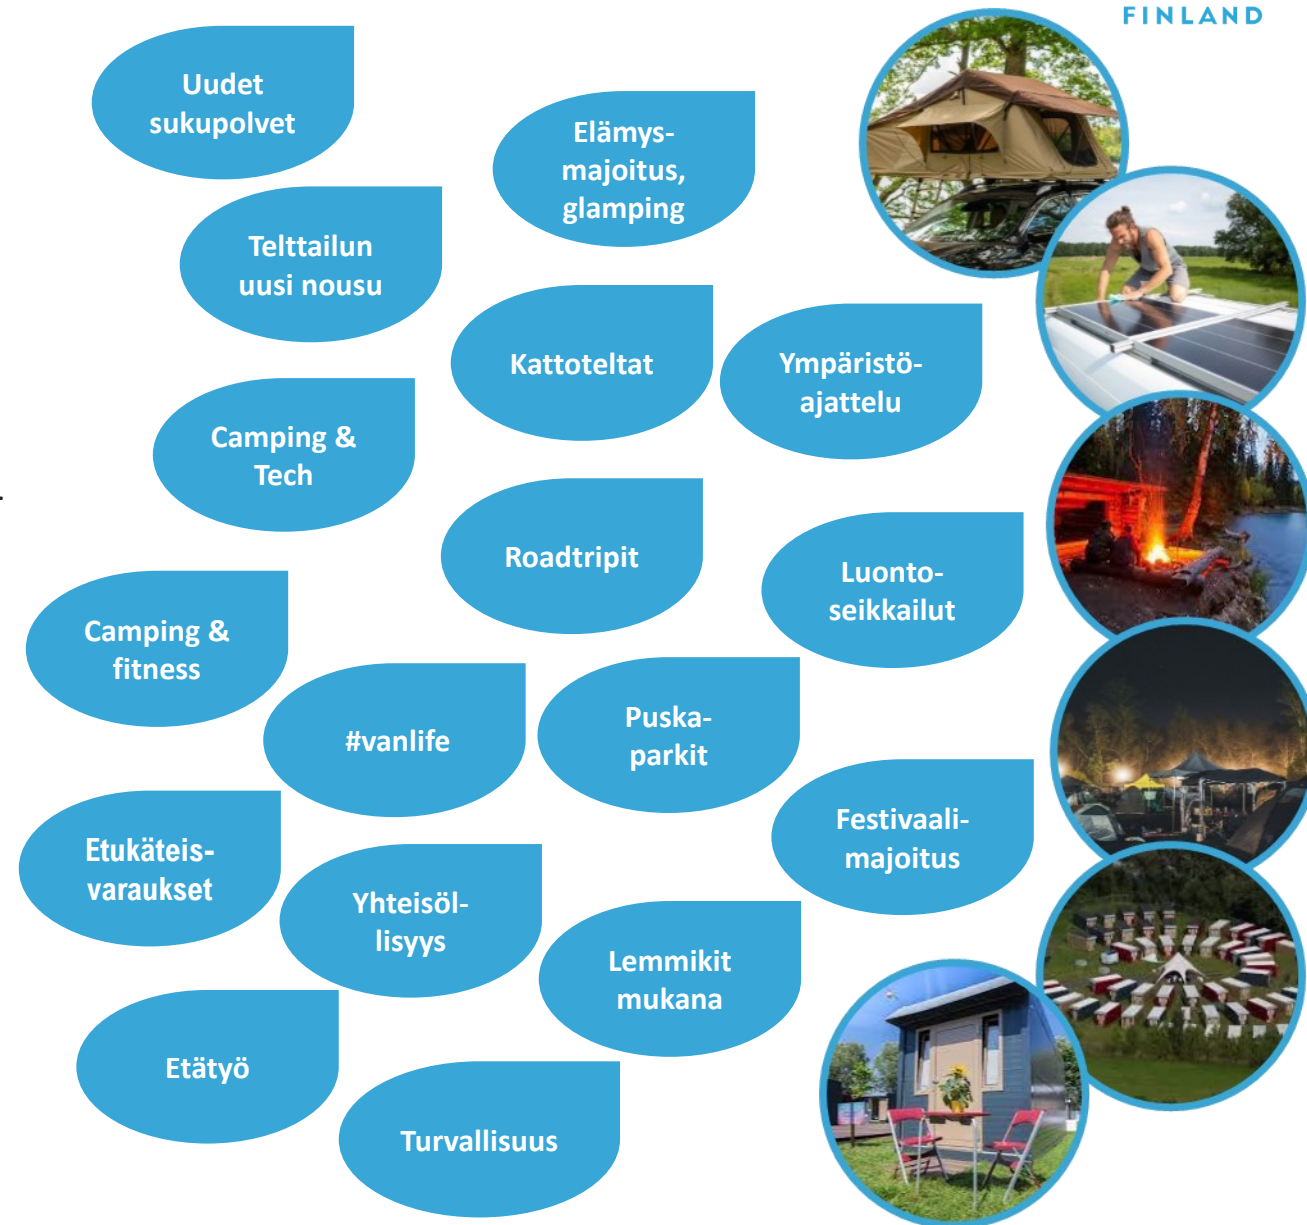 FINLAND
Uudet
sukupolvet
Elämys-
majoitus,
glamping
Telttailun
uusi nousu
Kattoteltat
Ympäristö-
ajattelu
Camping &
Tech
.
Roadtripit
Luonto-
seikkailut
Camping &
fitness
#vanlife
Puska-
parkit
Festivaali-
majoitus
Etukäteis-
varaukset
Yhteisöl-
lisyys
Lemmikit
mukana
Etätyö
Turvallisuus